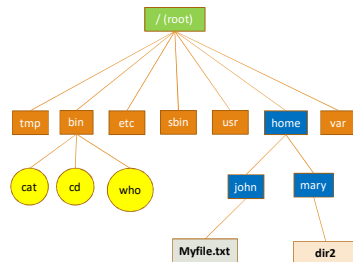 / (root)
tmp
bin
etc
sbin
usr
home
var
cat
cd
who
john
mary
Myfile.txt
dir2